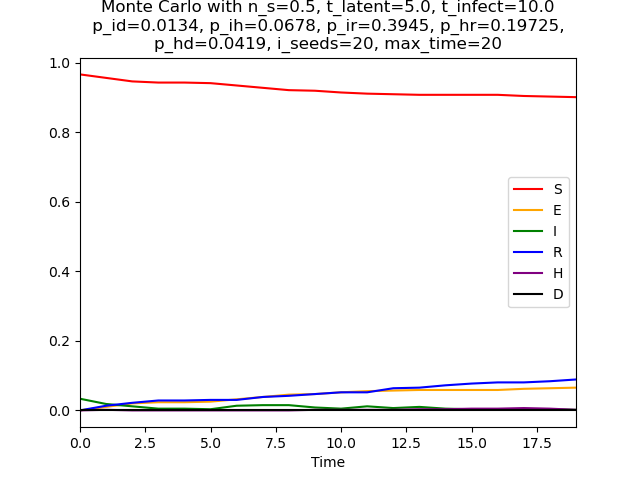 Monte Carlo with n_s=0.5, t_latent=5.0, t_infect=10.0
p_id=0.0134, p_ih=0.0678, p_ir=0.3945, p_hr=0.19725,
p_hd=0.0419, i_seeds=20, max_time=20
1.0
0.8
0.6
0.4
0.2
0.0
S
E
I
R
H
D
0.0 2.5 5.0 7.5 10.0 12.5 15.0 17.5
Time